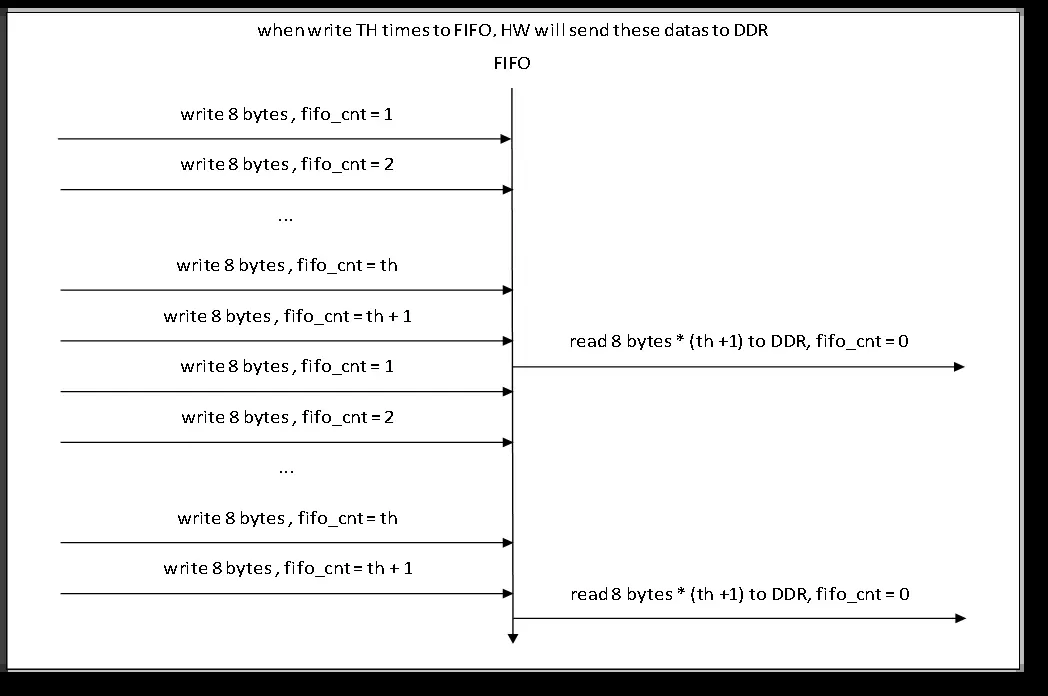 when write TH times to FIFO, HW will send these datas to DDR
FIFO
write 8 bytes , fifo_cnt = 1
write 8 bytes , fifo_cnt = 2
...
write 8 bytes , fifo_cnt = th
write 8 bytes , fifo_cnt = th + 1
read 8 bytes * (th +1) to DDR, fifo_cnt = 0
write 8 bytes , fifo_cnt = 1
write 8 bytes , fifo_cnt = 2
...
write 8 bytes , fifo_cnt = th
write 8 bytes , fifo_cnt = th + 1
read 8 bytes * (th +1) to DDR, fifo_cnt = 0